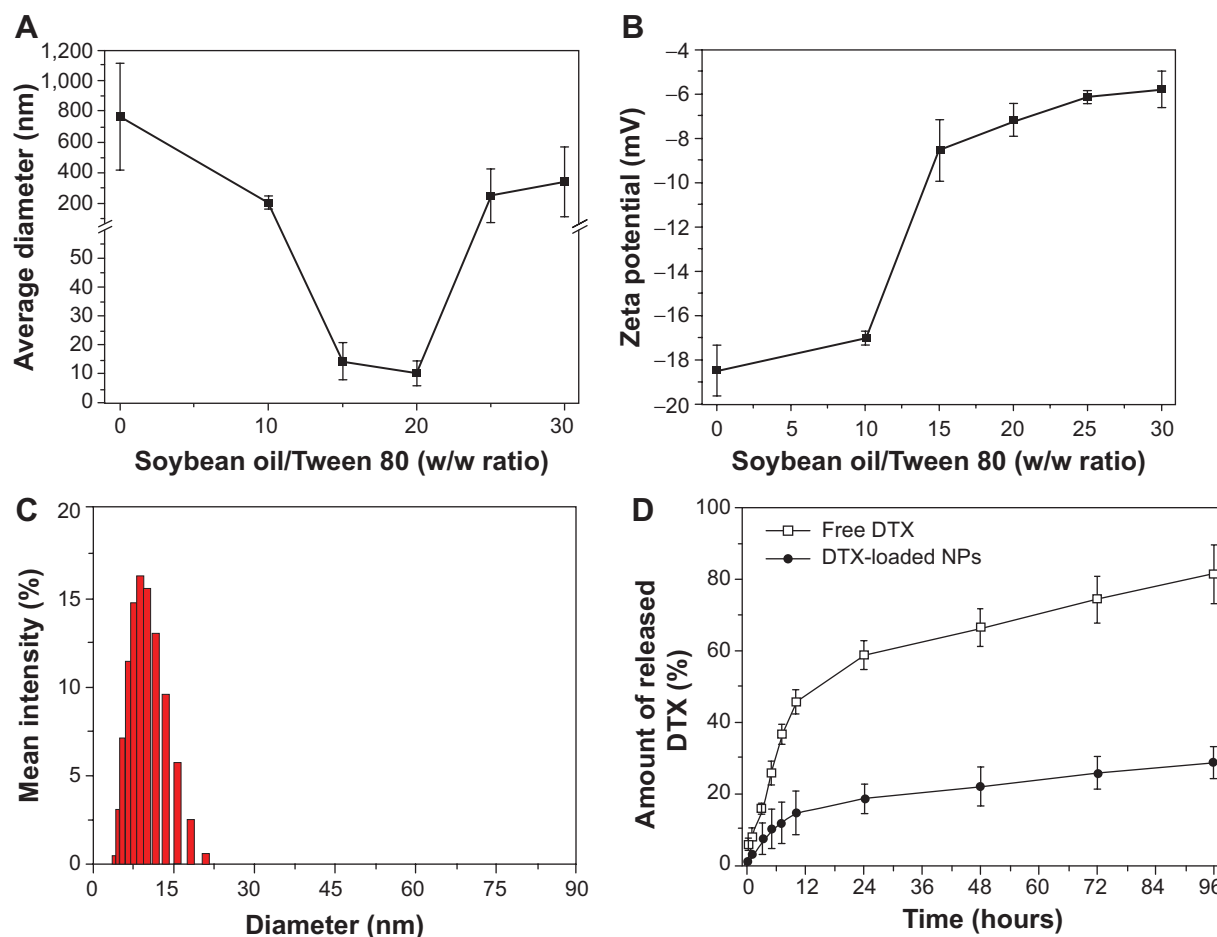 A
Average diameter (nm)
1,200
1,000
800
600
400
200
50
40
30
20
10
0
0 10 20 30
Soybean oil/Tween 80 (w/w ratio)
B
Zeta potential (mV)
–4
–6
–8
–10
–12
–14
–16
–18
–20
0 5 10 15 20 25 30
Soybean oil/Tween 80 (w/w ratio)
C
Mean intensity (%)
20
15
10
5
0
0 15 30 45 60 75 90
Diameter (nm)
D
Amount of released
DTX (%)
100
80
60
40
20
0
Free DTX
DTX-loaded NPs
0 12 24 36 48 60 72 84 96
Time (hours)